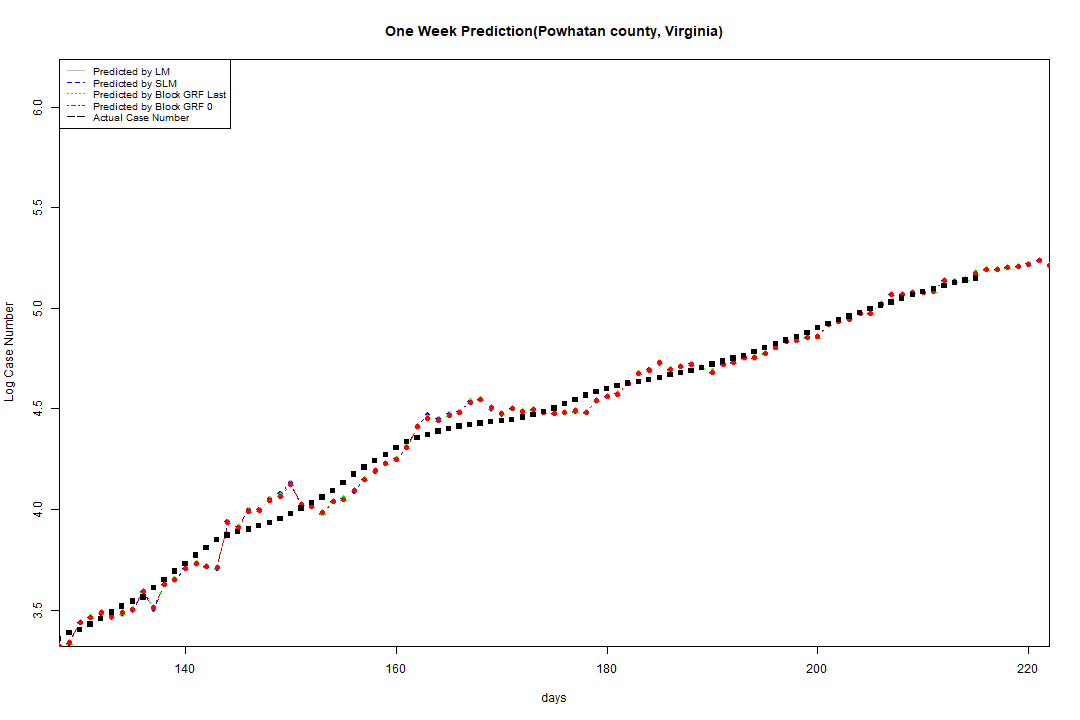 One Week Prediction(Powhatan county, Virginia)
Predicted by LM
Predicted by SLM
Predicted by Block GRF Last
Predicted by Block GRF 0
Actual Case Number
6.0
5.5
5.0
4.5
4.0
3.5
Log Case Number
140 160 180 200 220
days